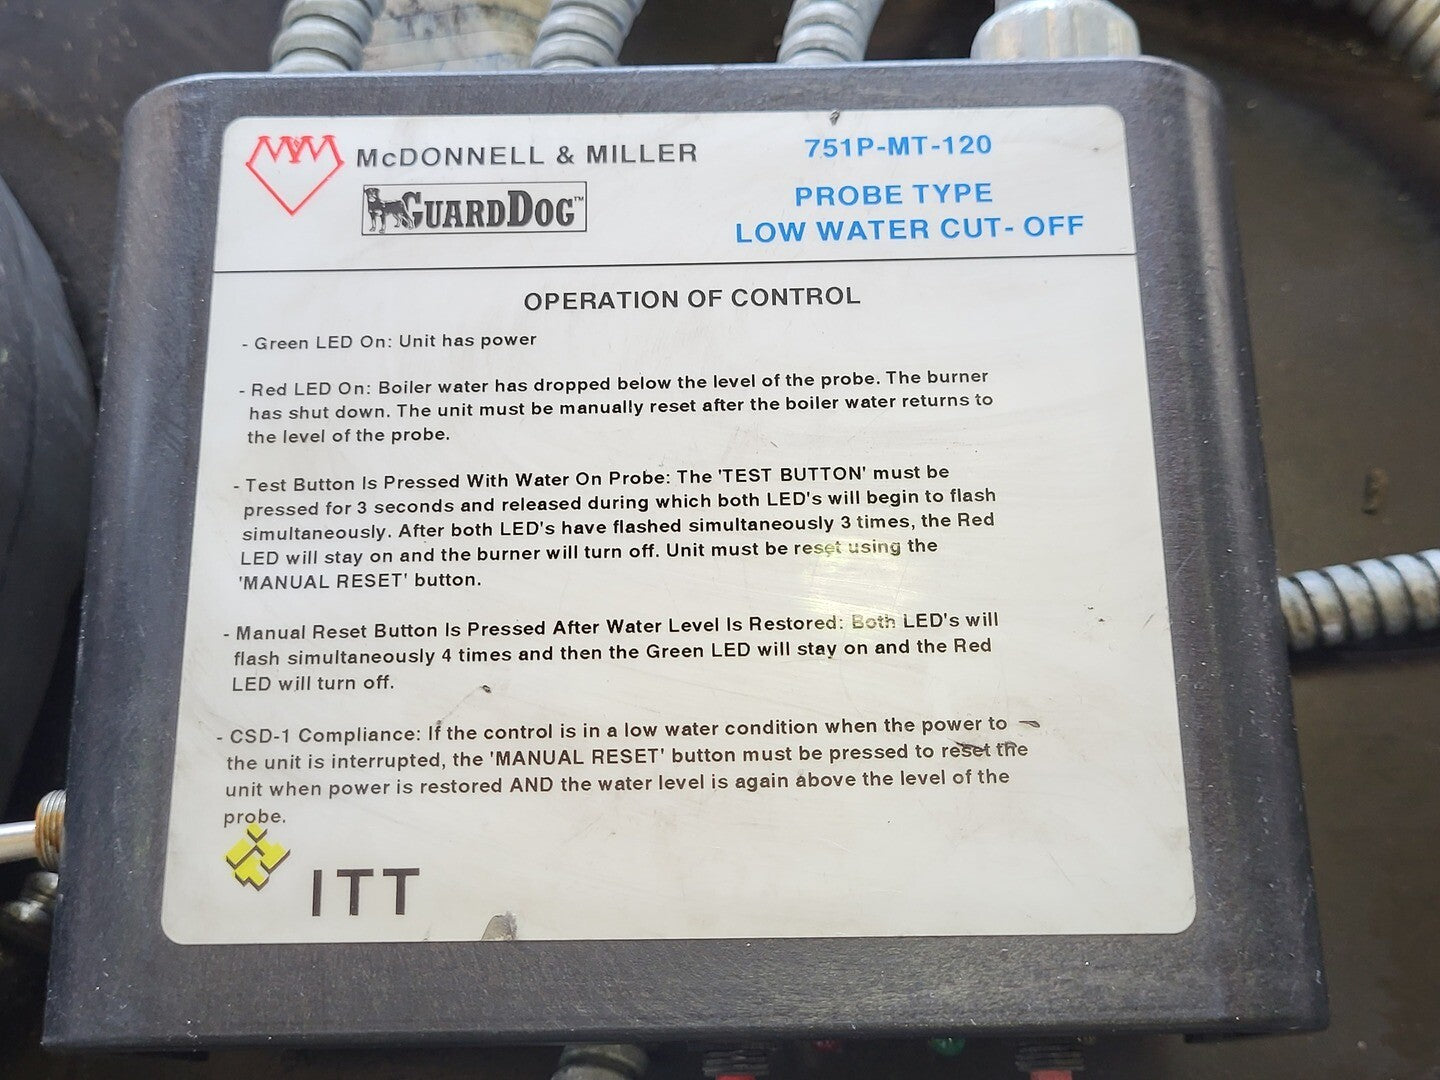 McDONNELL & MILLER
GUARDDOG™
751P-MT-120
PROBE TYPE
LOW WATER CUT- OFF
OPERATION OF CONTROL
- Green LED On: Unit has power
- Red LED On: Boiler water has dropped below the level of the probe. The burner
has shut down. The unit must be manually reset after the boiler water returns to
the level of the probe.
- Test Button Is Pressed With Water On Probe: The 'TEST BUTTON' must be
pressed for 3 seconds and released during which both LED's will begin to flash
simultaneously. After both LED's have flashed simultaneously 3 times, the Red
LED will stay on and the burner will turn off. Unit must be reset using the
'MANUAL RESET' button.
- Manual Reset Button Is Pressed After Water Level Is Restored: Both LED's will
flash simultaneously 4 times and then the Green LED will stay on and the Red
LED will turn off.
- CSD-1 Compliance: If the control is in a low water condition when the power to
the unit is interrupted, the 'MANUAL RESET' button must be pressed to reset the
unit when power is restored AND the water level is again above the level of the
probe.
ITT